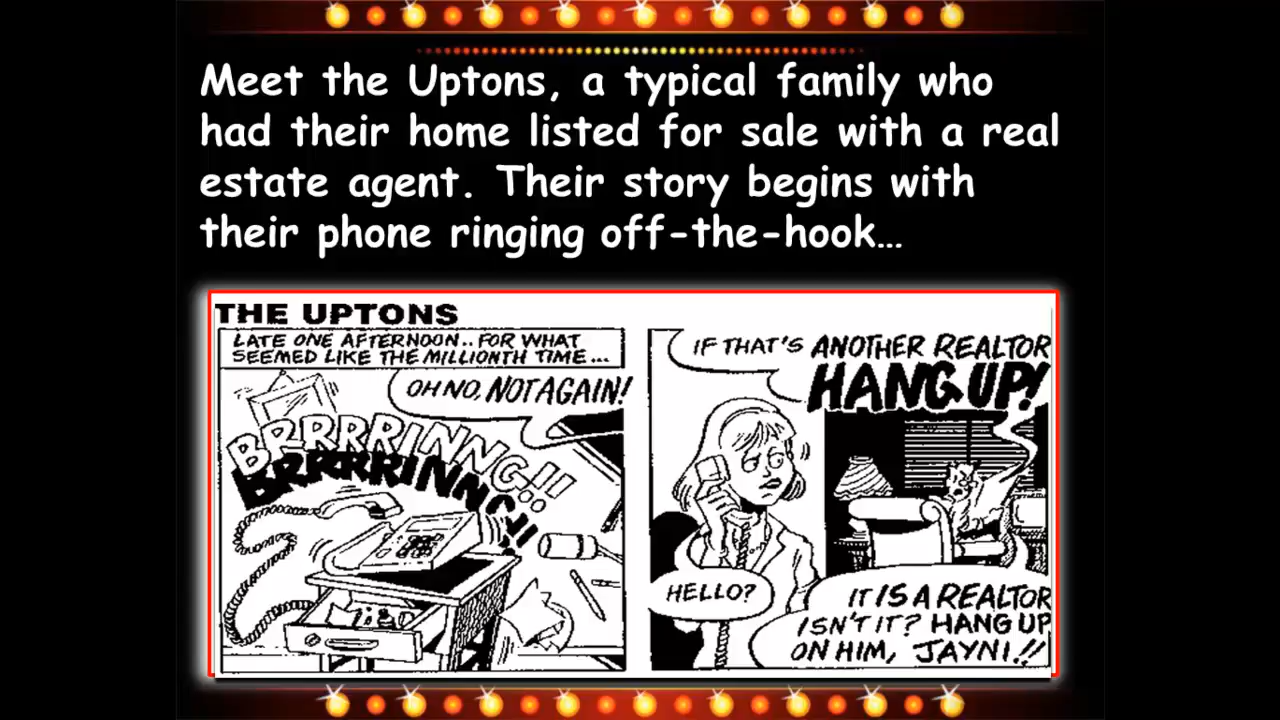 Meet the Uptons, a typical family who
had their home listed for sale with a real
estate agent. Their story begins with
their phone ringing off-the-hook…
THE UPTONS
LATE ONE AFTERNOON.. FOR WHAT
SEEMED LIKE THE MILLIONTH TIME...
OH NO, NOT AGAIN!
BRRRRINNG!!
BRRRRINNG!!
IF THAT'S ANOTHER REALTOR
HANG UP!
HELLO?
IT IS A REALTOR
ISN'T IT? HANG UP
ON HIM, JAYNI!!